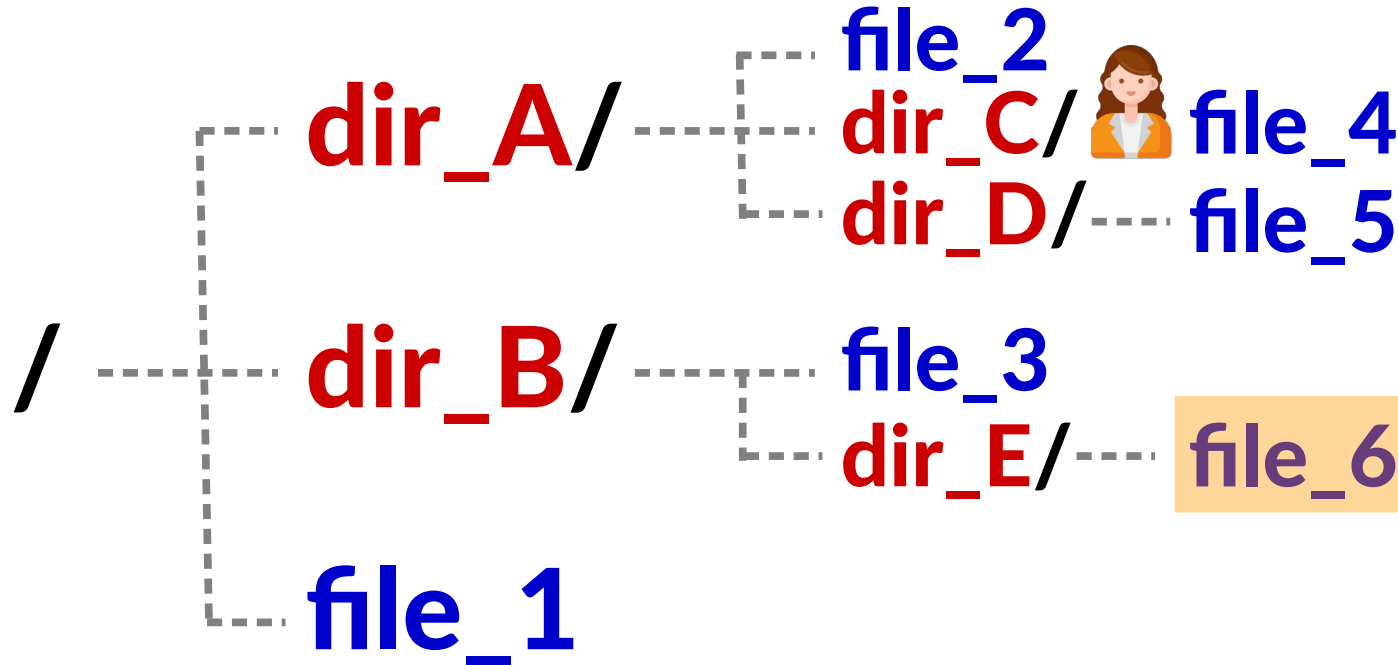 file_2
dir_A/ dir_C/ file_4
dir_D/ file_5
/ dir_B/ file_3
dir_E/ file_6
file_1